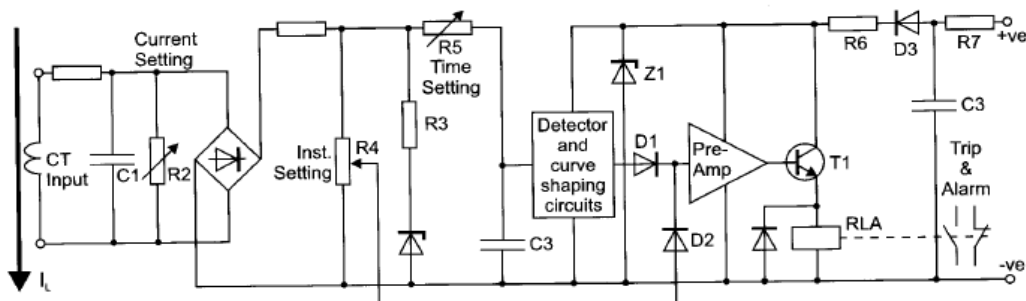 Current
Setting
CT
Input
C1
R2
R5
Time
Setting
R3
Inst.
Setting
R4
C3
Detector
and
curve
shaping
circuits
Z1
D1
D2
Pre-
Amp
T1
RLA
R6
D3
R7
+ve
C3
Trip
&
Alarm
-ve
I_L